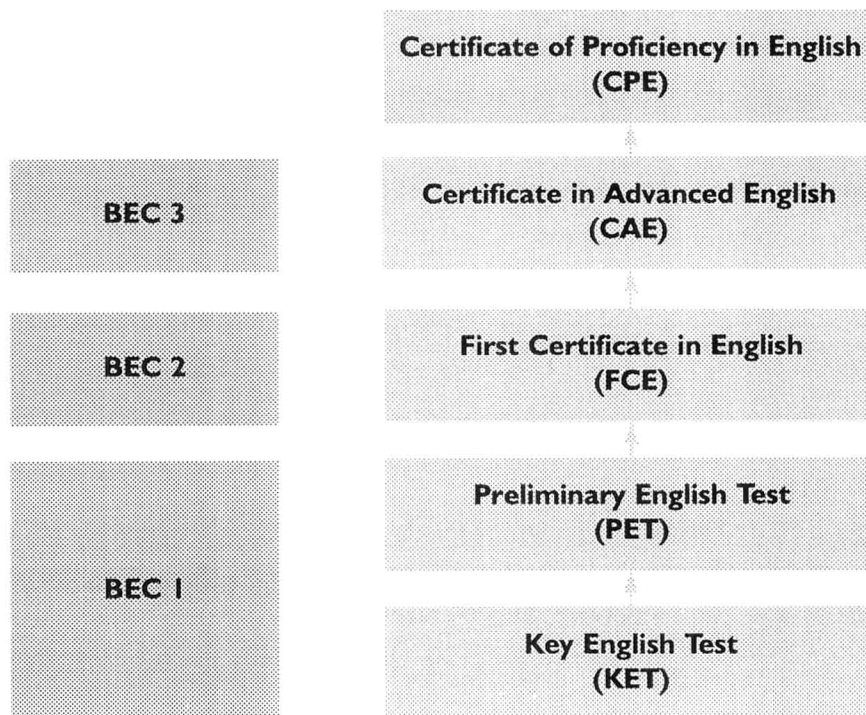 Certificate of Proficiency in English
(CPE)
BEC 3
Certificate in Advanced English
(CAE)
BEC 2
First Certificate in English
(FCE)
Preliminary English Test
(PET)
BEC 1
Key English Test
(KET)